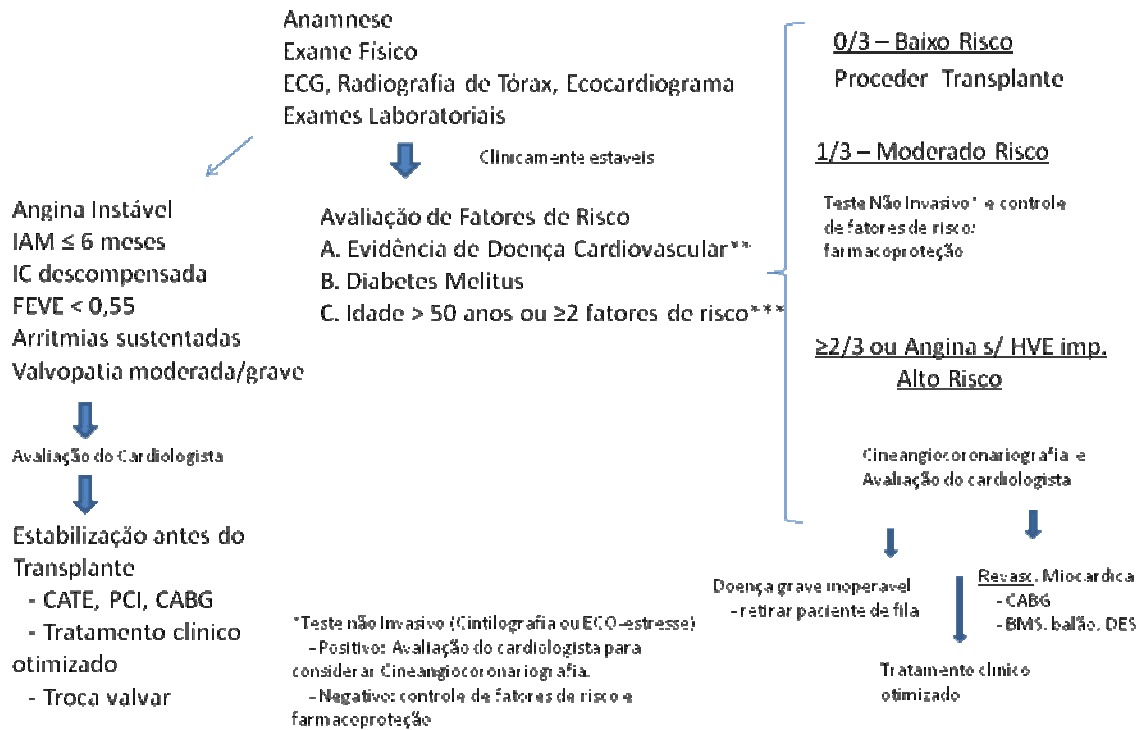 Anamnese
Exame Físico
ECG, Radiografia de Tórax, Ecocardiograma
Exames Laboratoriais
Clinicamente estaveis
Angina Instável
IAM ≤ 6 meses
IC descompensada
FEVE < 0,55
Arritmias sustentadas
Valvopatia moderada/grave
Avaliação do Cardiologista
Estabilização antes do
Transplante
- CATE, PCI, CABG
- Tratamento clinico
otimizado
- Troca valvar
Avaliação de Fatores de Risco
A. Evidência de Doença Cardiovascular**
B. Diabetes Melitus
C. Idade > 50 anos ou ≥2 fatores de risco***
*Teste não Invasivo (Cintilografia ou ECO-estresse)
- Positivo: Avaliação do cardiologista para
considerar Cineangiocoronariografia.
- Negativo: controle de fatores de risco e
farmacoproteção
0/3 – Baixo Risco
Proceder Transplante
1/3 – Moderado Risco
Teste Não Invasivo* e controle
de fatores de risco;
farmacoproteção
≥2/3 ou Angina s/ HVE imp.
Alto Risco
Cineangiocoronariografia e
Avaliação do cardiologista
Doença grave inoperavel
- retirar paciente de fila
Revasc. Miocardica
- CABG
- BMS, balão, DES
Tratamento clinico
otimizado